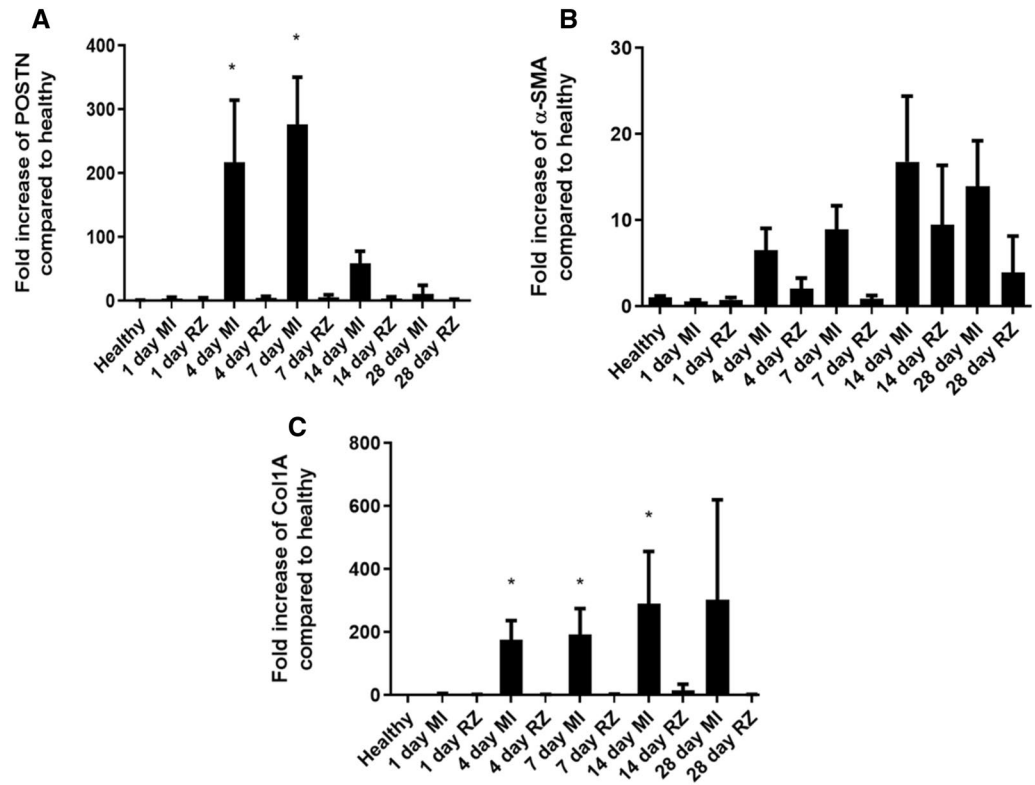 A
Fold increase of POSTN
compared to healthy
400
300
200
100
0
*
*
Healthy
1 day MI
1 day RZ
4 day MI
4 day RZ
7 day MI
7 day RZ
14 day MI
14 day RZ
28 day MI
28 day RZ
B
Fold increase of α-SMA
compared to healthy
30
20
10
0
Healthy
1 day MI
1 day RZ
4 day MI
4 day RZ
7 day MI
7 day RZ
14 day MI
14 day RZ
28 day MI
28 day RZ
C
Fold increase of Col1A
compared to healthy
800
600
400
200
0
*
*
*
Healthy
1 day MI
1 day RZ
4 day MI
4 day RZ
7 day MI
7 day RZ
14 day MI
14 day RZ
28 day MI
28 day RZ